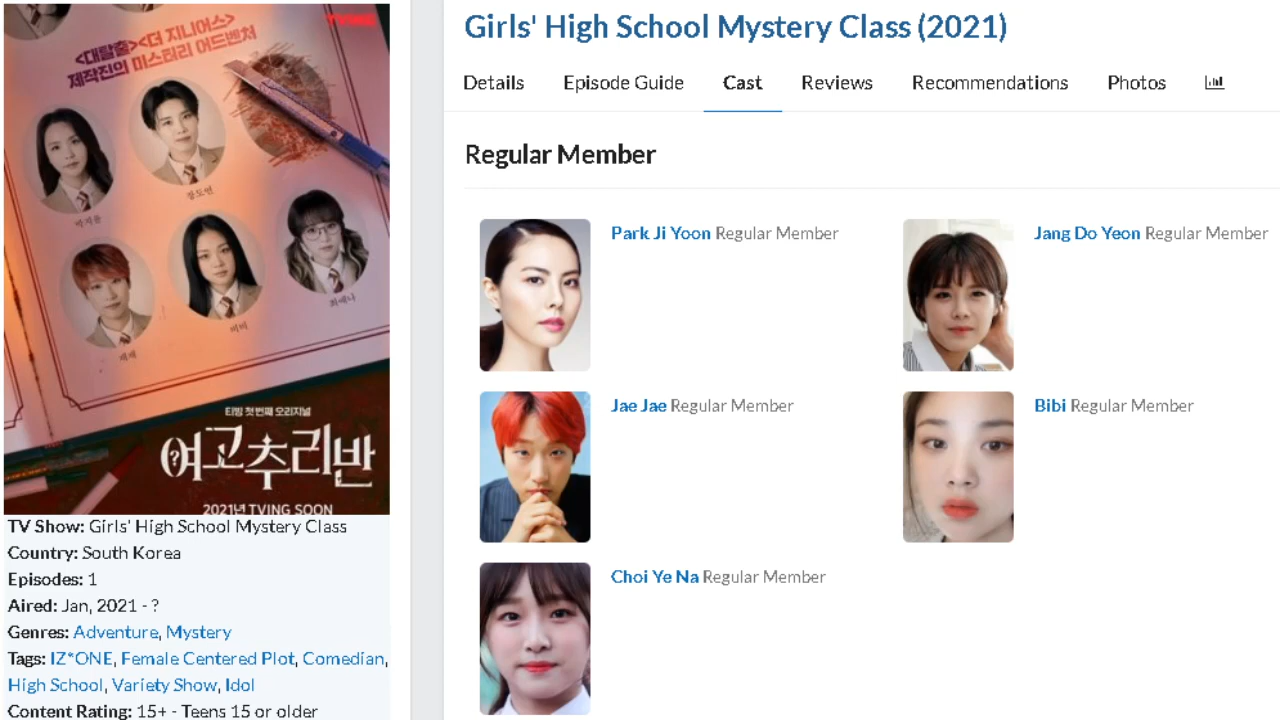 TVING
<대탈출><더 지니어스>
제작진의 미스터리 어드벤쳐
장도연
박지윤
최예나
비비
재재
티빙 첫번째 오리지널
여고추리반
2021년 TVING SOON
TV Show: Girls' High School Mystery Class
Country: South Korea
Episodes: 1
Aired: Jan, 2021 - ?
Genres: Adventure, Mystery
Tags: IZ*ONE, Female Centered Plot, Comedian,
High School, Variety Show, Idol
Content Rating: 15+ - Teens 15 or older
Girls' High School Mystery Class (2021)
Details Episode Guide Cast Reviews Recommendations Photos
Regular Member
Park Ji Yoon Regular Member
Jang Do Yeon Regular Member
Jae Jae Regular Member
Bibi Regular Member
Choi Ye Na Regular Member